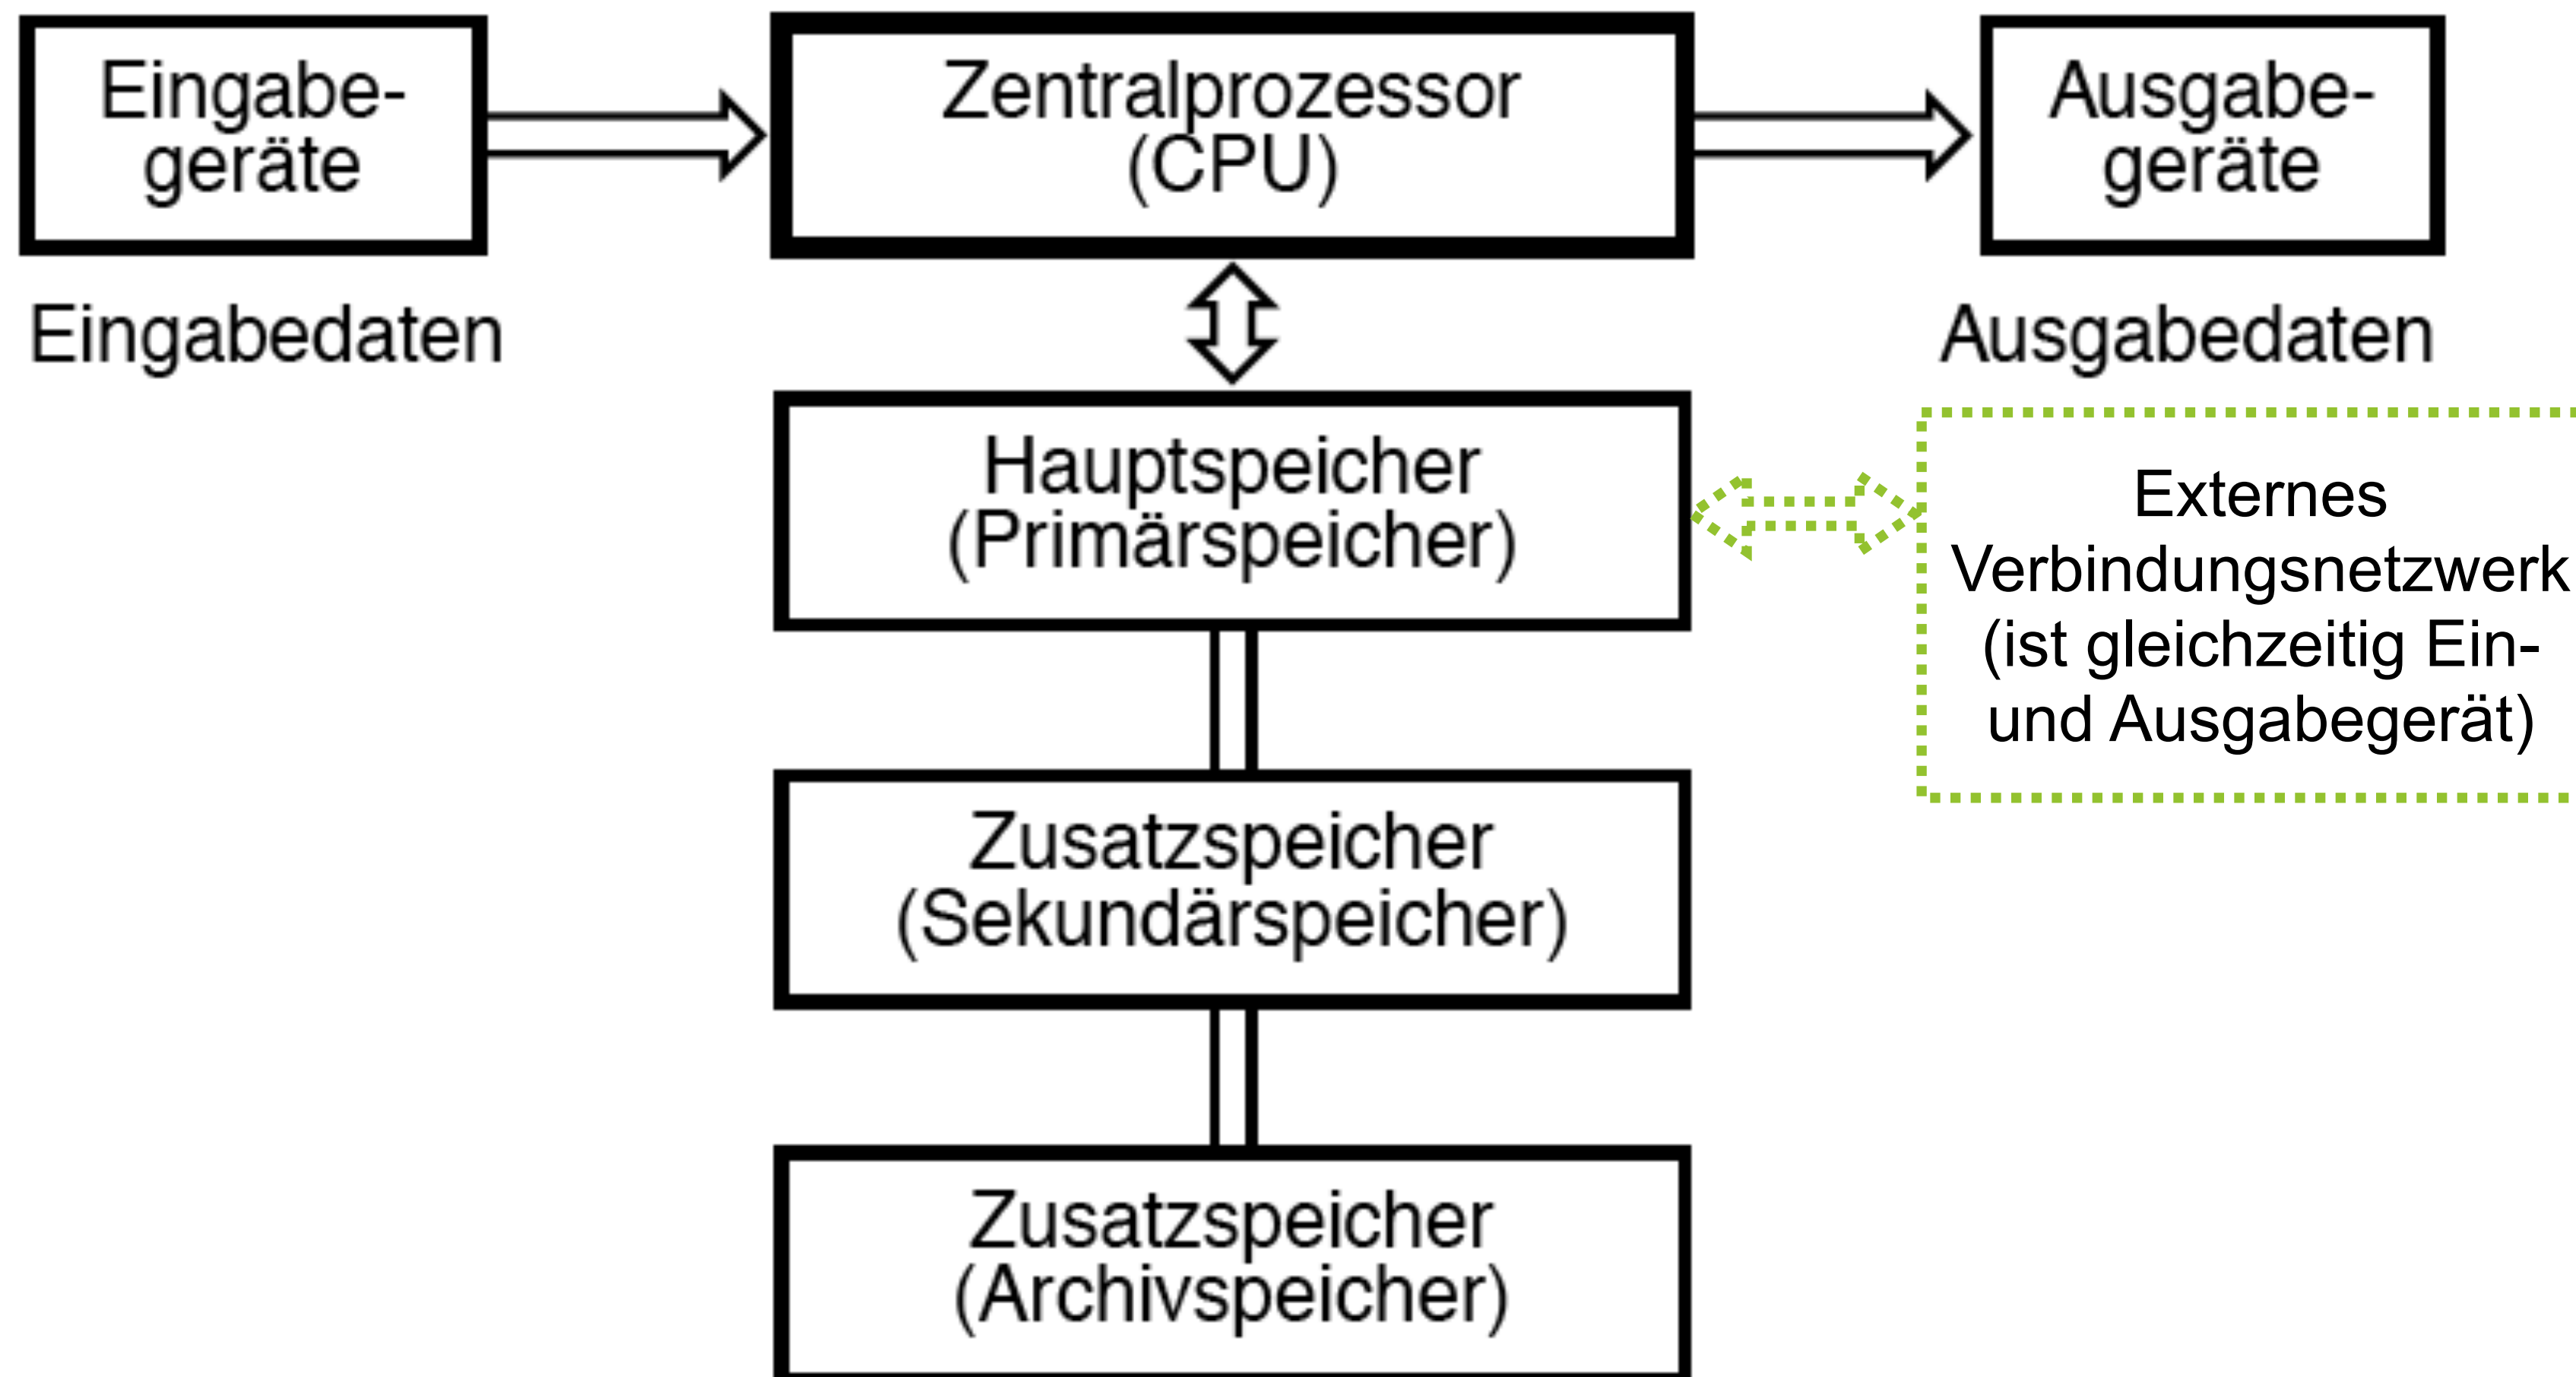 Eingabe-
geräte
Zentralprozessor
(CPU)
Ausgabe-
geräte
Eingabedaten
Ausgabedaten
Hauptspeicher
(Primärspeicher)
Externes
Verbindungsnetzwerk
(ist gleichzeitig Ein-
und Ausgabegerät)
Zusatzspeicher
(Sekundärspeicher)
Zusatzspeicher
(Archivspeicher)